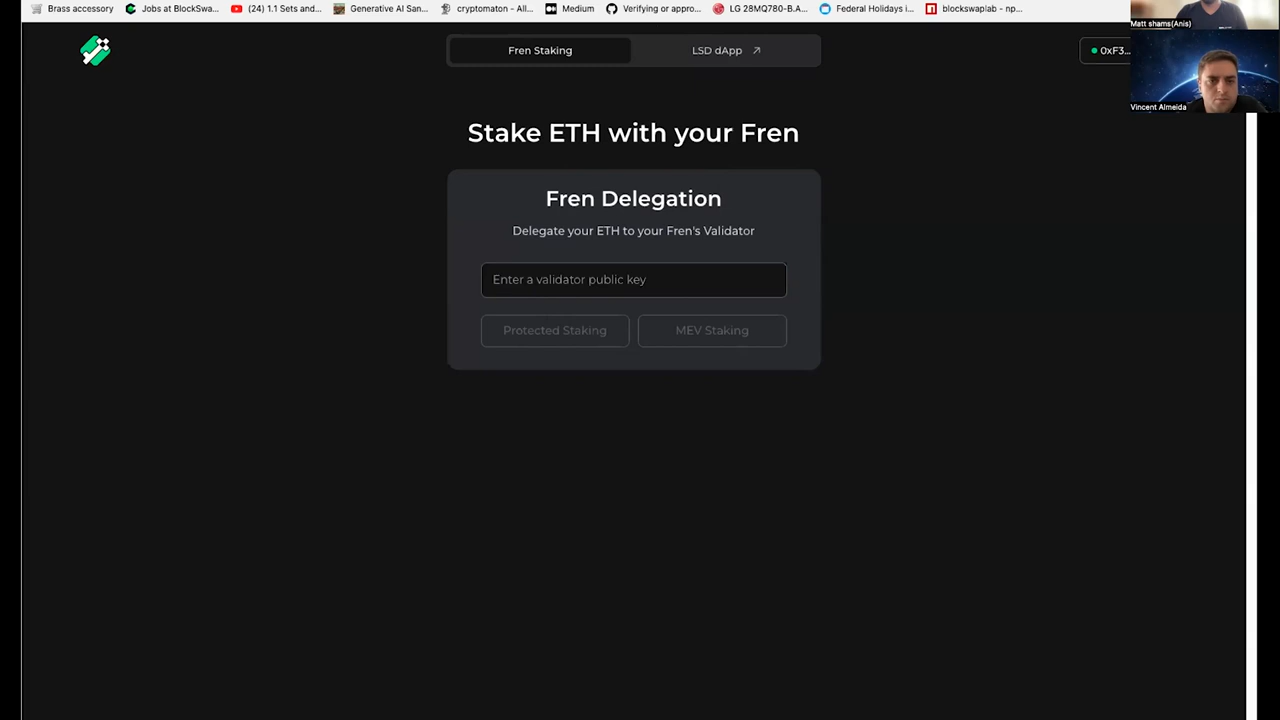 Brass accessory
Jobs at BlockSwa...
(24) 1.1 Sets and...
Generative AI San...
cryptomaton - All...
Medium
Verifying or appro...
LG 28MQ780-B.A...
Federal Holidays i...
blockswaplab - np...
Matt shams(Anis)
Fren Staking
LSD dApp
0xF3...
Vincent Almeida
Stake ETH with your Fren
Fren Delegation
Delegate your ETH to your Fren's Validator
Enter a validator public key
Protected Staking
MEV Staking